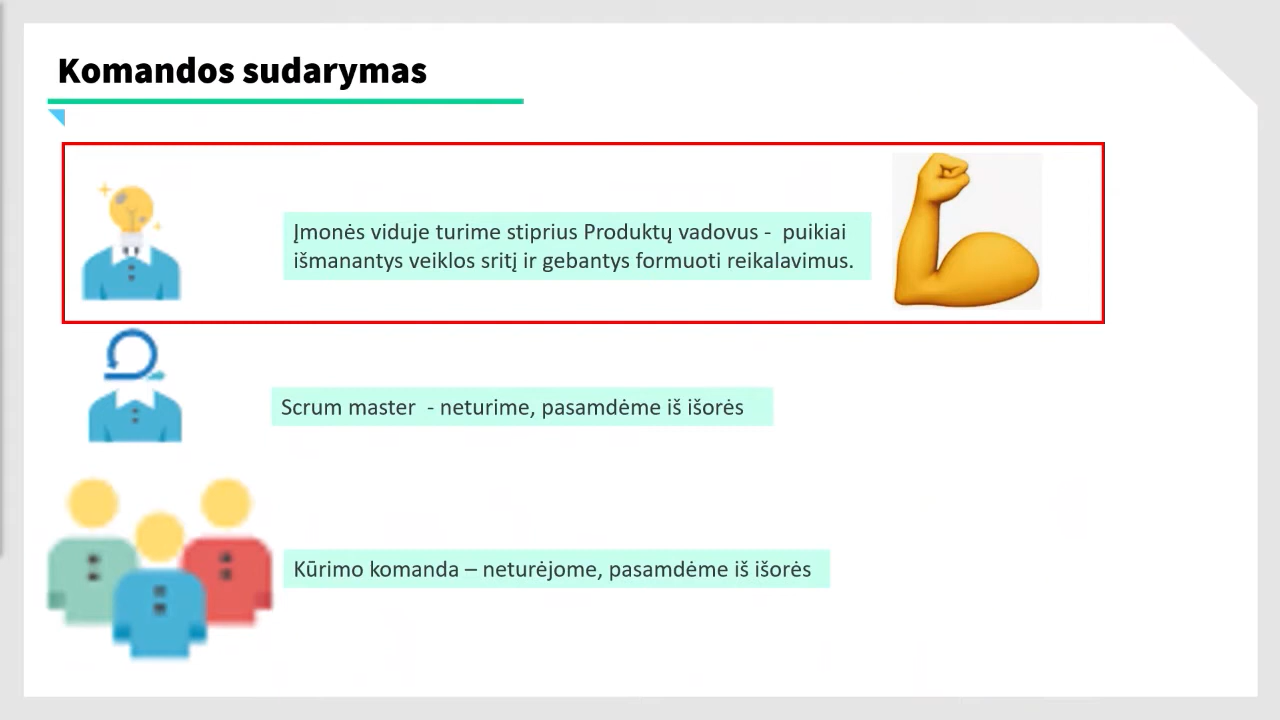 Komandos sudarymas
Įmonės viduje turime stiprius Produktų vadovus - puikiai
išmanantys veiklos sritį ir gebantys formuoti reikalavimus.
Scrum master - neturime, pasamdėme iš išorės
Kūrimo komanda – neturėjome, pasamdėme iš išorės